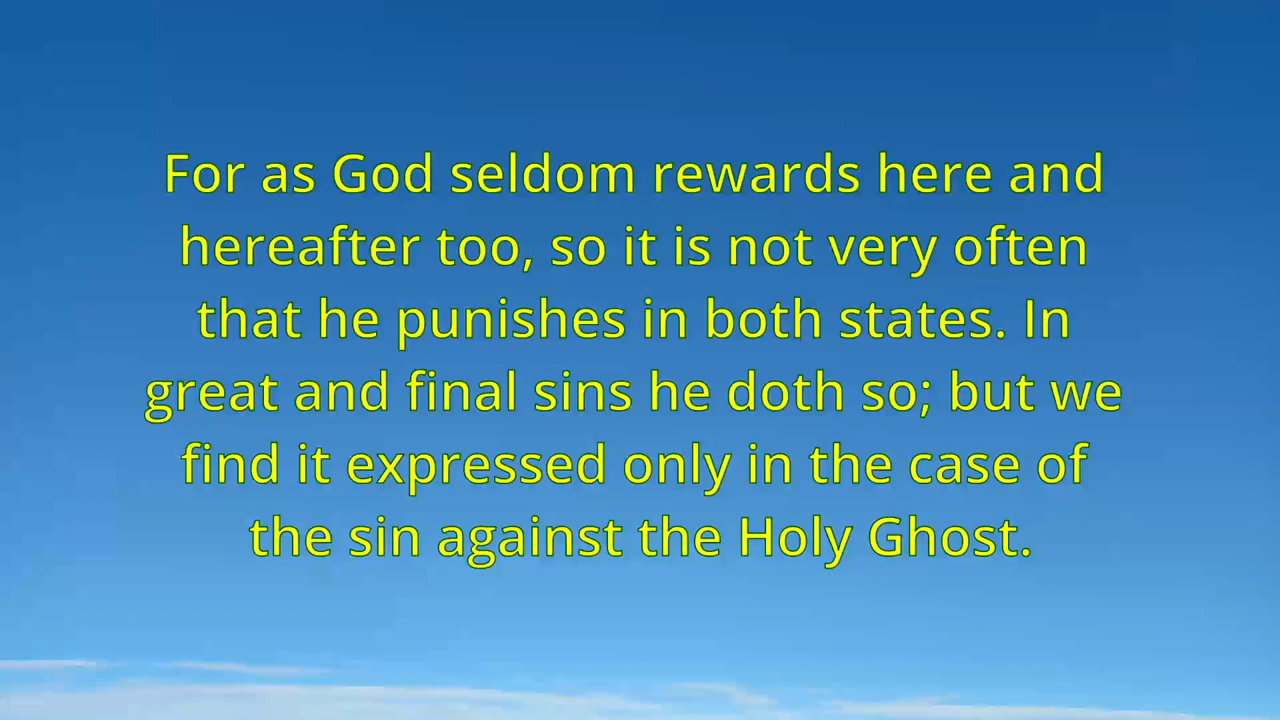 For as God seldom rewards here and
hereafter too, so it is not very often
that he punishes in both states. In
great and final sins he doth so; but we
find it expressed only in the case of
the sin against the Holy Ghost.